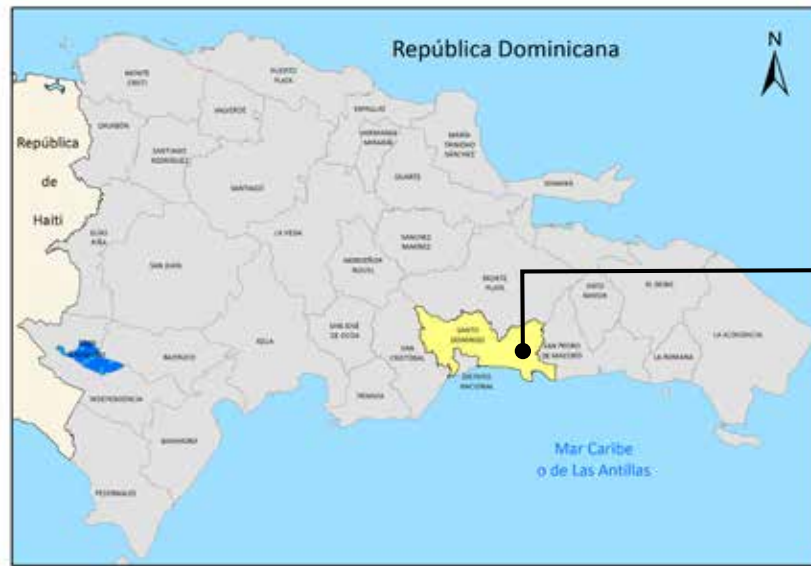 República Dominicana
N
MONTE
CRISTI
PUERTO
PLATA
VALVERDE
ESPAILLAT
DAJABÓN
HERMANAS
MIRABAL
MARÍA
TRINIDAD
SÁNCHEZ
República
de
Haití
SANTIAGO
RODRÍGUEZ
SANTIAGO
DUARTE
SAMANÁ
ELÍAS
PIÑA
LA VEGA
SÁNCHEZ
RAMÍREZ
SAN JUAN
MONSEÑOR
NOUEL
MONTE
PLATA
HATO
MAYOR
EL SEIBO
LA ALTAGRACIA
SAN JOSÉ
DE OCOA
SANTO
DOMINGO
SAN PEDRO
DE MACORÍS
LA ROMANA
BAHORUCO
AZUA
SAN
CRISTÓBAL
DISTRITO
NACIONAL
INDEPENDENCIA
PERAVIA
BARAHONA
Mar Caribe
o de Las Antillas
PEDERNALES